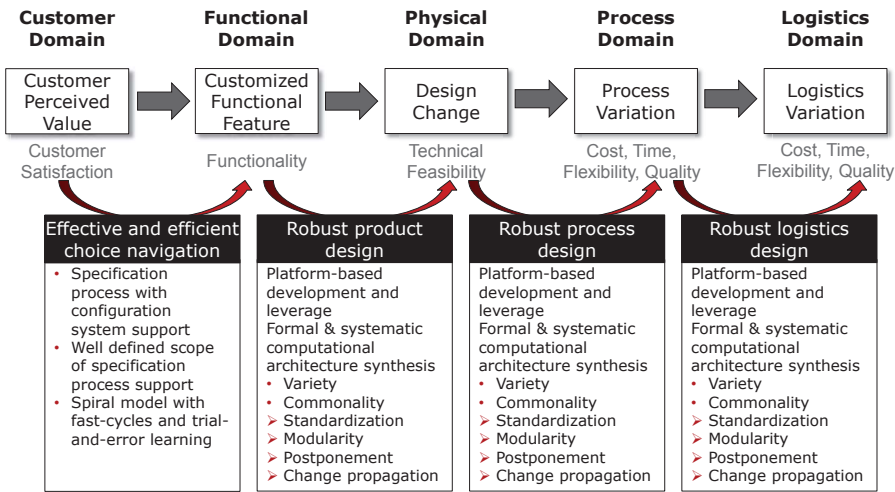 Customer
Domain
Functional
Domain
Physical
Domain
Process
Domain
Logistics
Domain
Customer
Perceived
Value
Customized
Functional
Feature
Design
Change
Process
Variation
Logistics
Variation
Customer
Satisfaction
Functionality
Technical
Feasibility
Cost, Time,
Flexibility, Quality
Cost, Time,
Flexibility, Quality
Effective and efficient
choice navigation
• Specification
process with
configuration
system support
• Well defined scope
of specification
process support
• Spiral model with
fast-cycles and trial-
and-error learning
Robust product
design
Platform-based
development and
leverage
Formal & systematic
computational
architecture synthesis
• Variety
• Commonality
➢ Standardization
➢ Modularity
➢ Postponement
➢ Change propagation
Robust process
design
Platform-based
development and
leverage
Formal & systematic
computational
architecture synthesis
• Variety
• Commonality
➢ Standardization
➢ Modularity
➢ Postponement
➢ Change propagation
Robust logistics
design
Platform-based
development and
leverage
Formal & systematic
computational
architecture synthesis
• Variety
• Commonality
➢ Standardization
➢ Modularity
➢ Postponement
➢ Change propagation